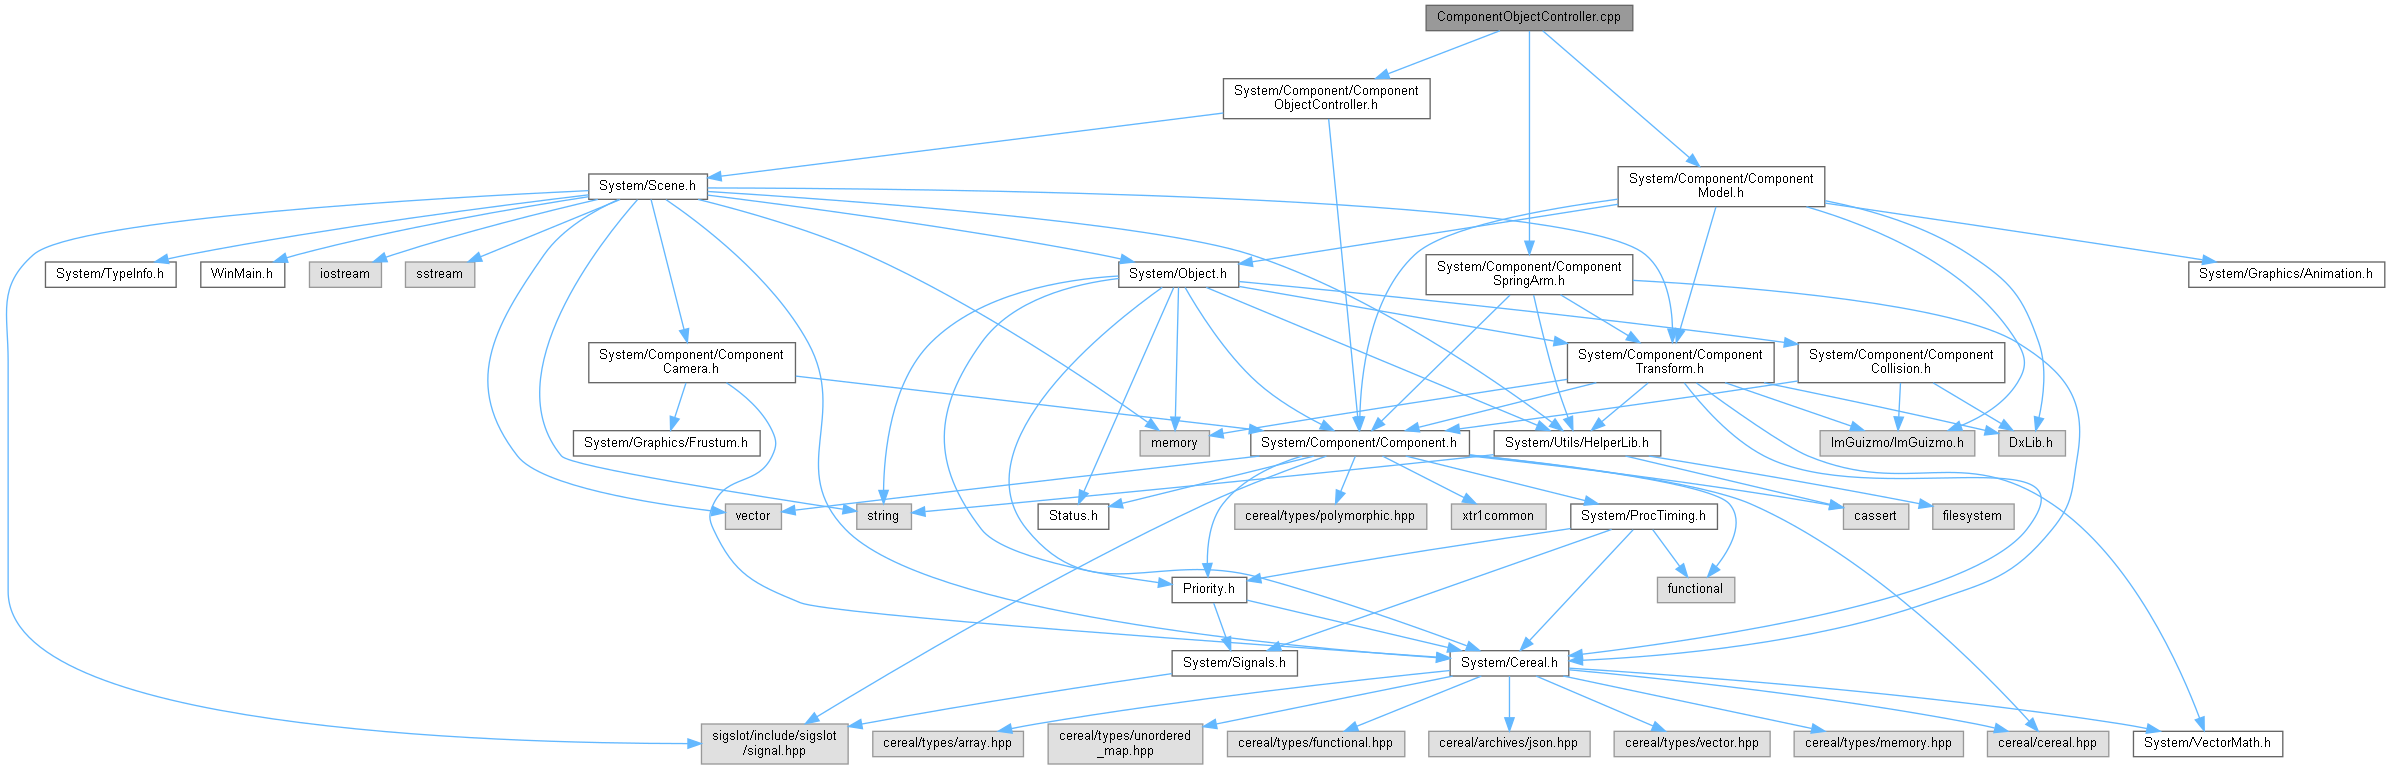 ComponentObjectController.cpp
System/Component/Component
ObjectController.h
System/Scene.h
System/Component/Component
Model.h
System/TypeInfo.h
WinMain.h
iostream
sstream
System/Object.h
System/Component/Component
SpringArm.h
System/Graphics/Animation.h
System/Component/Component
Camera.h
System/Component/Component
Transform.h
System/Component/Component
Collision.h
System/Graphics/Frustum.h
memory
System/Component/Component.h
System/Utils/HelperLib.h
ImGuizmo/ImGuizmo.h
DxLib.h
vector
string
Status.h
cereal/types/polymorphic.hpp
xtr1common
System/ProcTiming.h
cassert
filesystem
Priority.h
functional
System/Signals.h
System/Cereal.h
sigslot/include/sigslot
/signal.hpp
cereal/types/array.hpp
cereal/types/unordered
_map.hpp
cereal/types/functional.hpp
cereal/archives/json.hpp
cereal/types/vector.hpp
cereal/types/memory.hpp
cereal/cereal.hpp
System/VectorMath.h